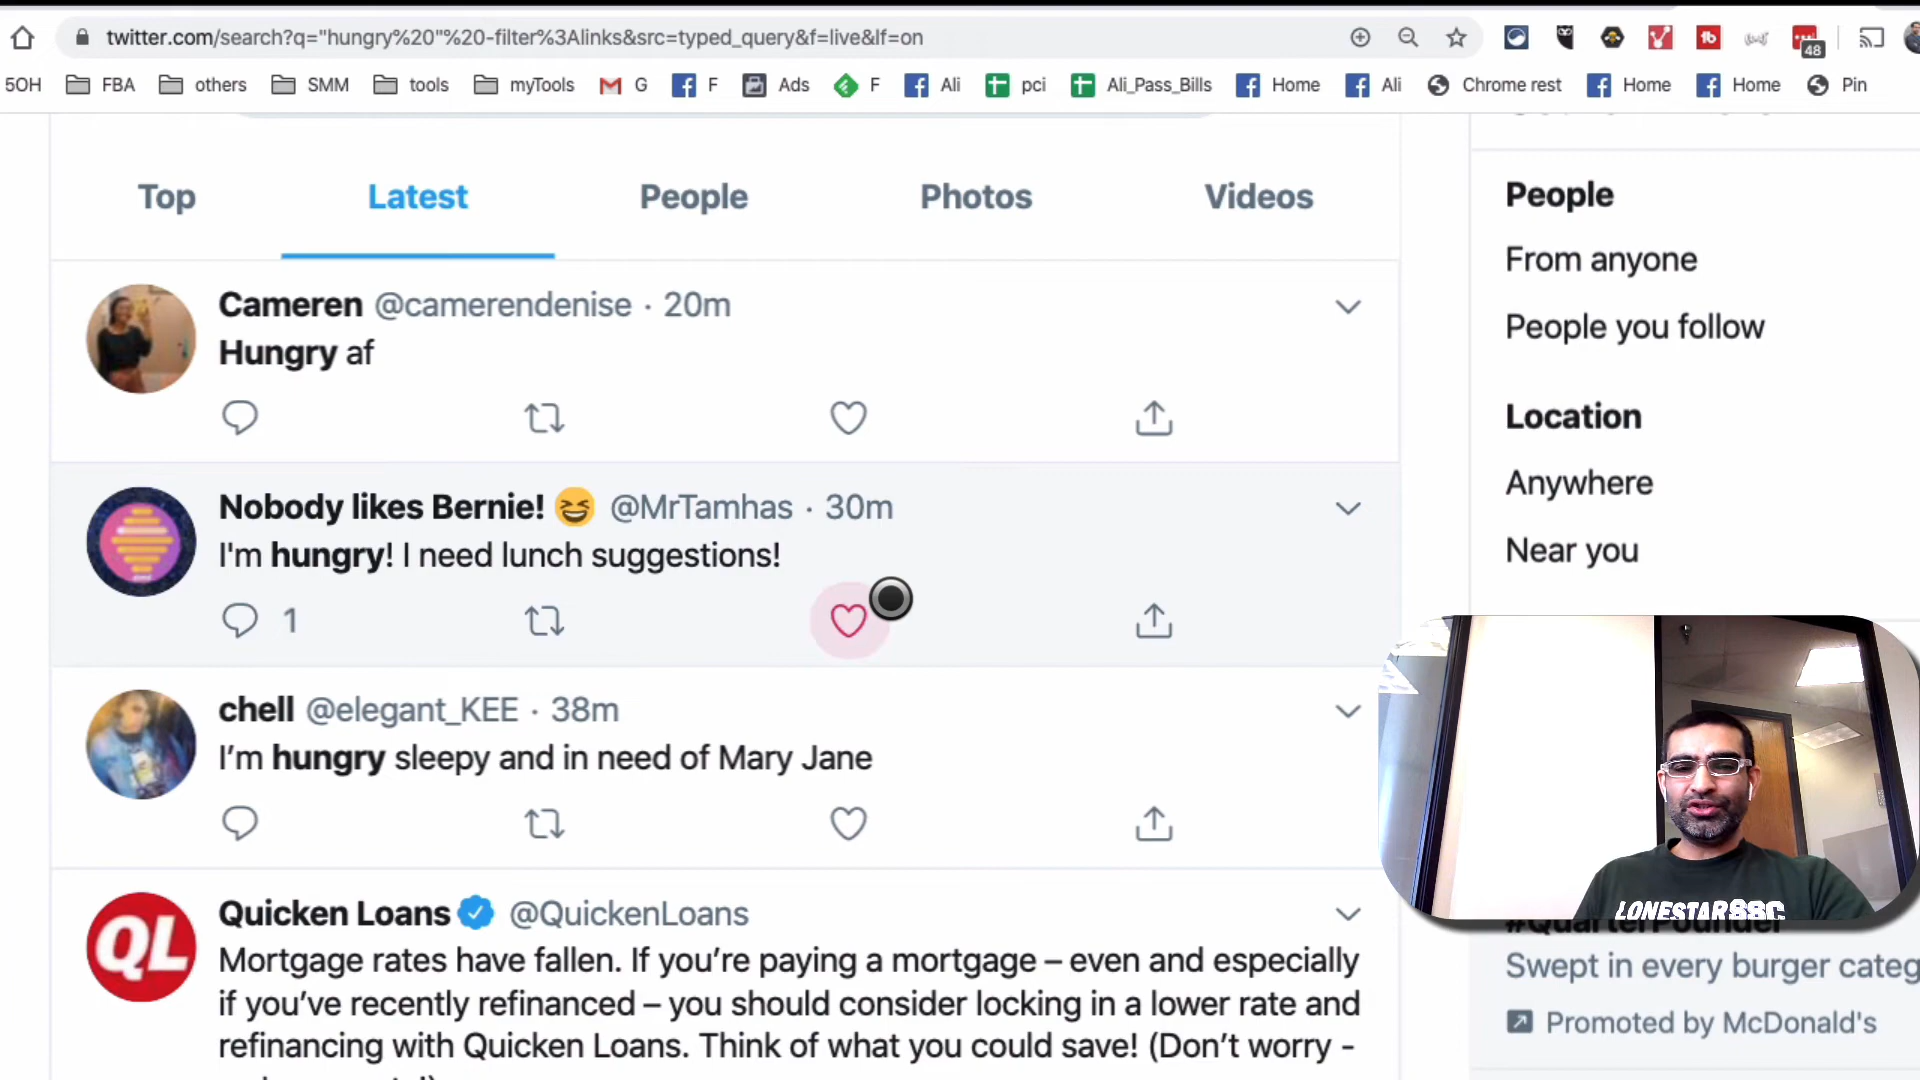 twitter.com/search?q="hungry%20"%20-filter%3Alinks&src=typed_query&f=live&lf=on
48
5OH FBA others SMM tools myTools G F Ads F Ali pci Ali_Pass_Bills Home Ali Chrome rest Home Home Pin
Top Latest People Photos Videos
Cameren @camerendenise · 20m
Hungry af
Nobody likes Bernie! 😆 @MrTamhas · 30m
I'm hungry! I need lunch suggestions!
1
chell @elegant_KEE · 38m
I'm hungry sleepy and in need of Mary Jane
QL
Quicken Loans @QuickenLoans
Mortgage rates have fallen. If you're paying a mortgage – even and especially
if you've recently refinanced – you should consider locking in a lower rate and
refinancing with Quicken Loans. Think of what you could save! (Don't worry -
People
From anyone
People you follow
Location
Anywhere
Near you
LONESTARSSC
#QuarterPounder
Swept in every burger categ
Promoted by McDonald's